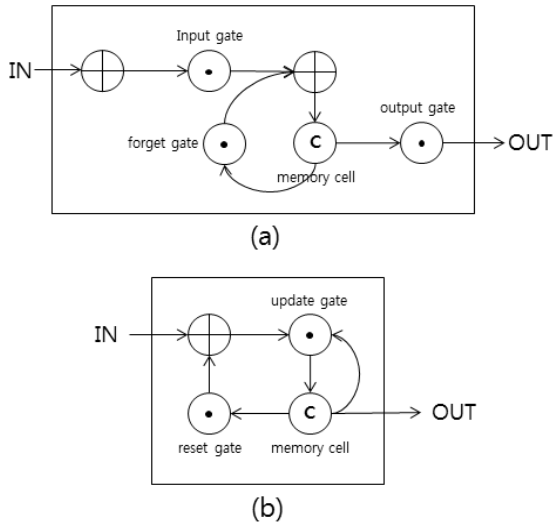 Input gate
IN
output gate
forget gate
C
OUT
memory cell
(a)
update gate
IN
C
OUT
reset gate
memory cell
(b)